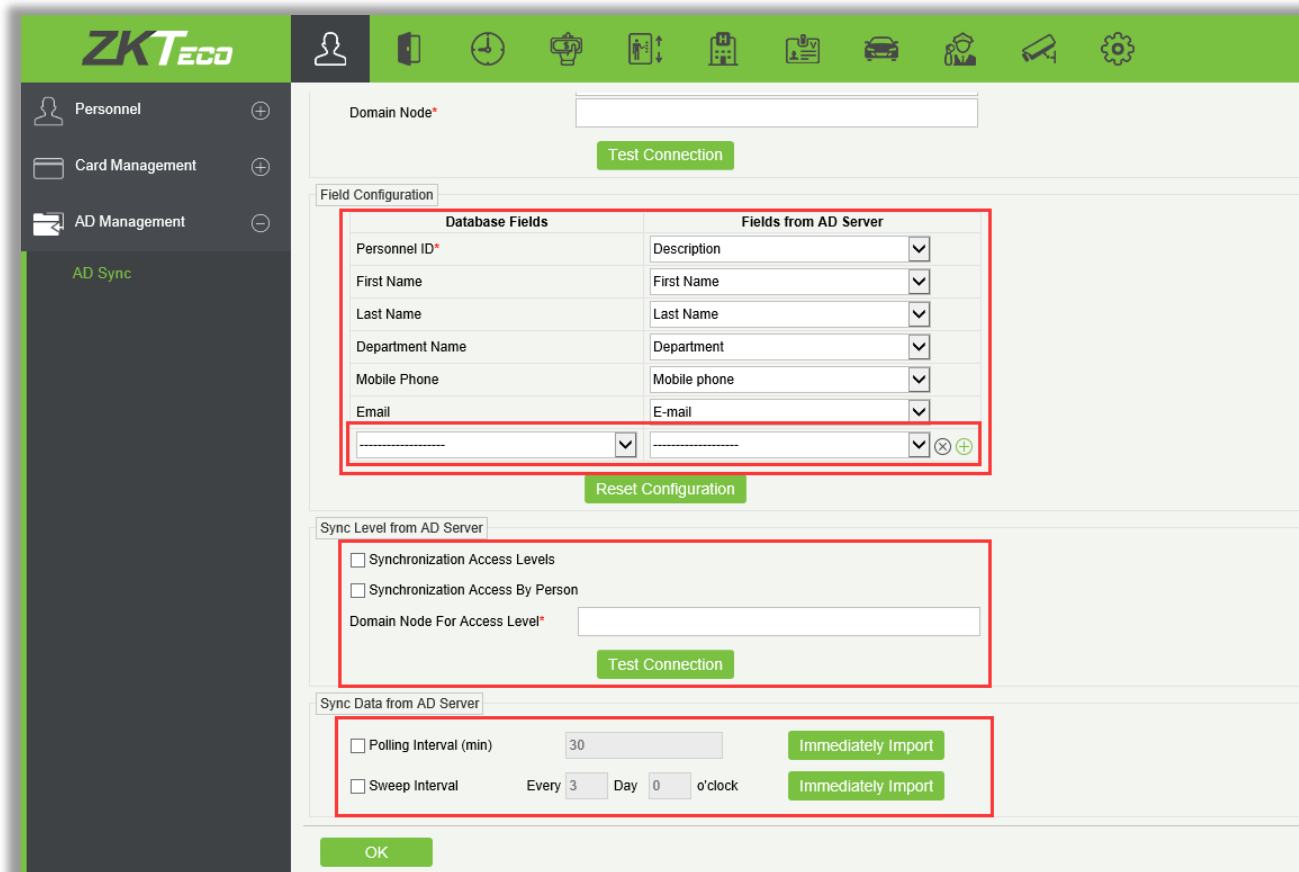 ZKTECO
Personnel
Card Management
AD Management
AD Sync
Domain Node*
Test Connection
Field Configuration
Database Fields Fields from AD Server
Personnel ID* Description
First Name First Name
Last Name Last Name
Department Name Department
Mobile Phone Mobile phone
Email E-mail
------------------- -------------------
Reset Configuration
Sync Level from AD Server
Synchronization Access Levels
Synchronization Access By Person
Domain Node For Access Level*
Test Connection
Sync Data from AD Server
Polling Interval (min) 30 Immediately Import
Sweep Interval Every 3 Day 0 o'clock Immediately Import
OK